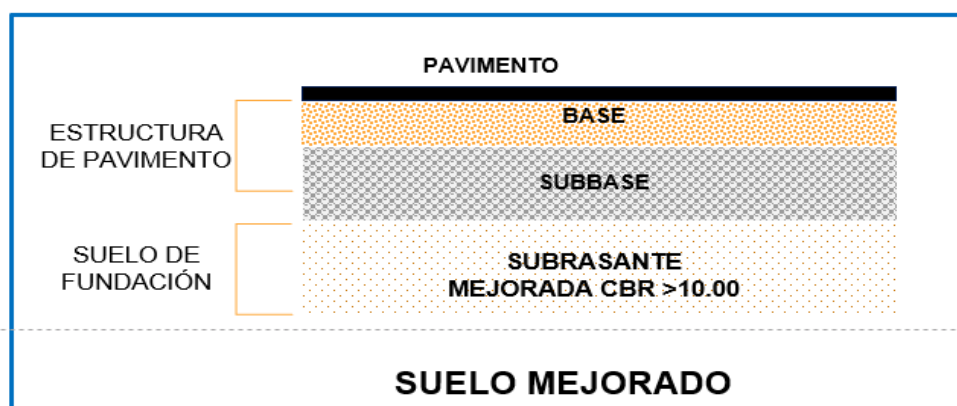 PAVIMENTO
BASE
ESTRUCTURA
DE PAVIMENTO
SUBBASE
SUELO DE
FUNDACIÓN
SUBRASANTE
MEJORADA CBR >10.00
SUELO MEJORADO